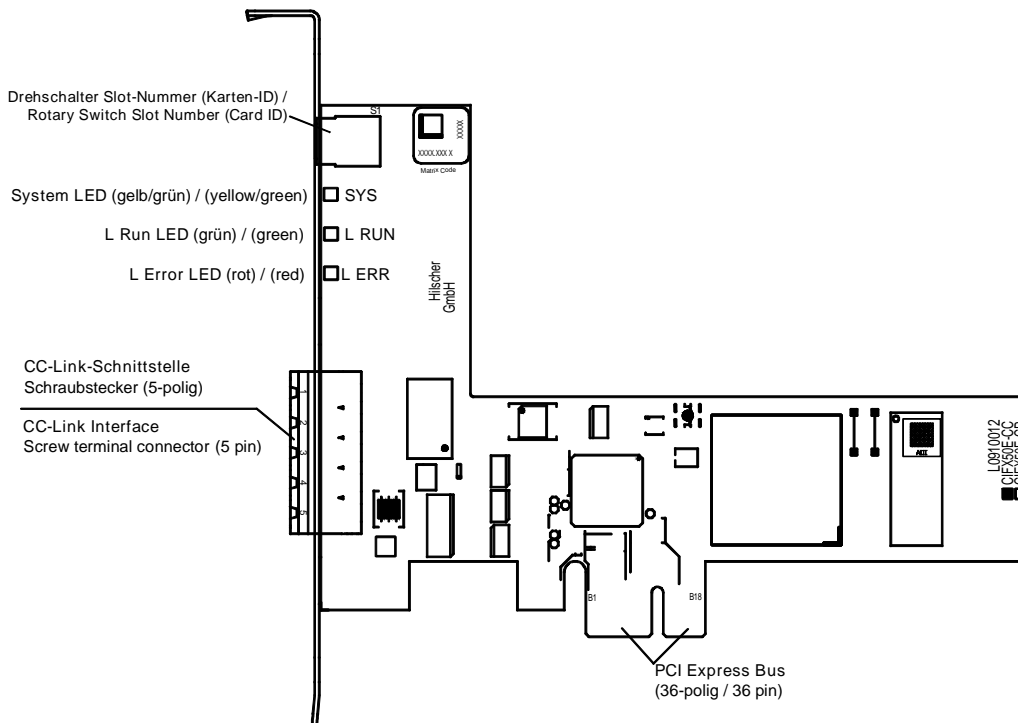 Drehschalter Slot-Nummer (Karten-ID) /
Rotary Switch Slot Number (Card ID)
S1
XXXX
XXXX.XXX X
Matrix Code
System LED (gelb/grün) / (yellow/green)
SYS
L Run LED (grün) / (green)
L RUN
L Error LED (rot) / (red)
L ERR
Hilscher
GmbH
CC-Link-Schnittstelle
Schraubstecker (5-polig)
CC-Link Interface
Screw terminal connector (5 pin)
1
2
3
4
5
L0910012
CIFX50E-CC
B1
B18
PCI Express Bus
(36-polig / 36 pin)